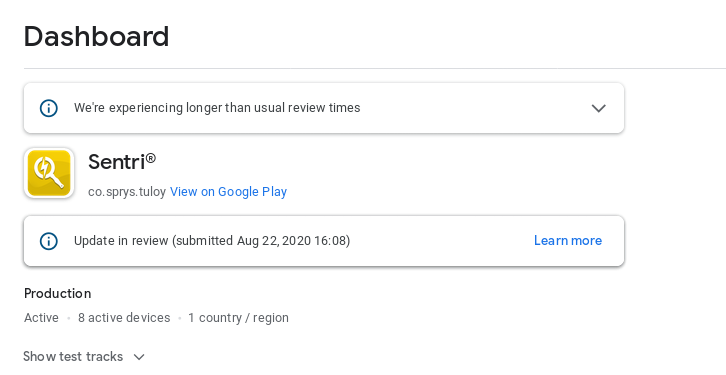 Dashboard
We're experiencing longer than usual review times
Sentri®
co.sprys.tuloy View on Google Play
Update in review (submitted Aug 22, 2020 16:08) Learn more
Production
Active • 8 active devices • 1 country / region
Show test tracks